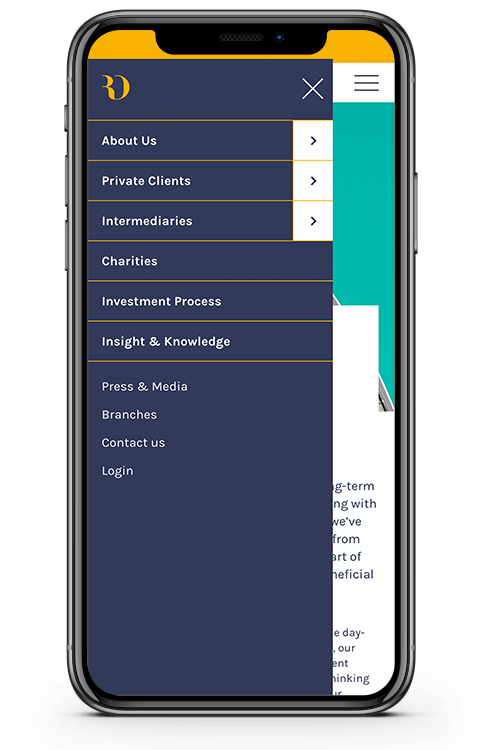 RD
About Us
Private Clients
Intermediaries
Charities
Investment Process
Insight & Knowledge
Press & Media
Branches
Contact us
Login
ng-term
ng with
we've
from
art of
neficial
e day-
, our
ent
hinking